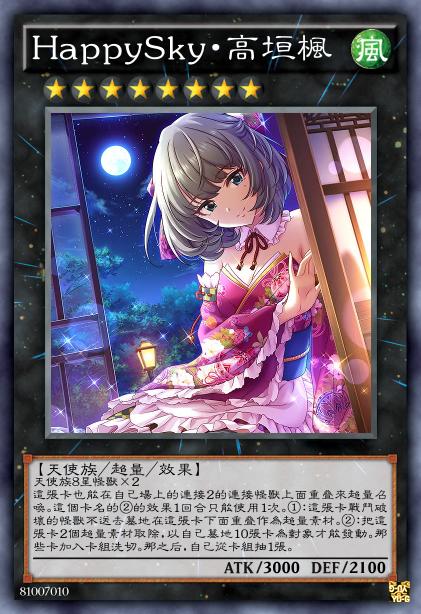 HappySky・高垣楓
風
【天使族／超量／效果】
天使族8星怪獸×2
這張卡也能在自己場上的連接2的連接怪獸上面重疊來超量召
喚。這個卡名的②的效果1回合只能使用1次。①:這張卡戰鬥破
壞的怪獸不送去墓地在這張卡下面重疊作為超量素材。②:把這
張卡2個超量素材取除，以自己墓地10張卡為對象才能發動。那
些卡加入卡組洗切。那之後，自己從卡組抽1張。
ATK/3000 DEF/2100
81007010